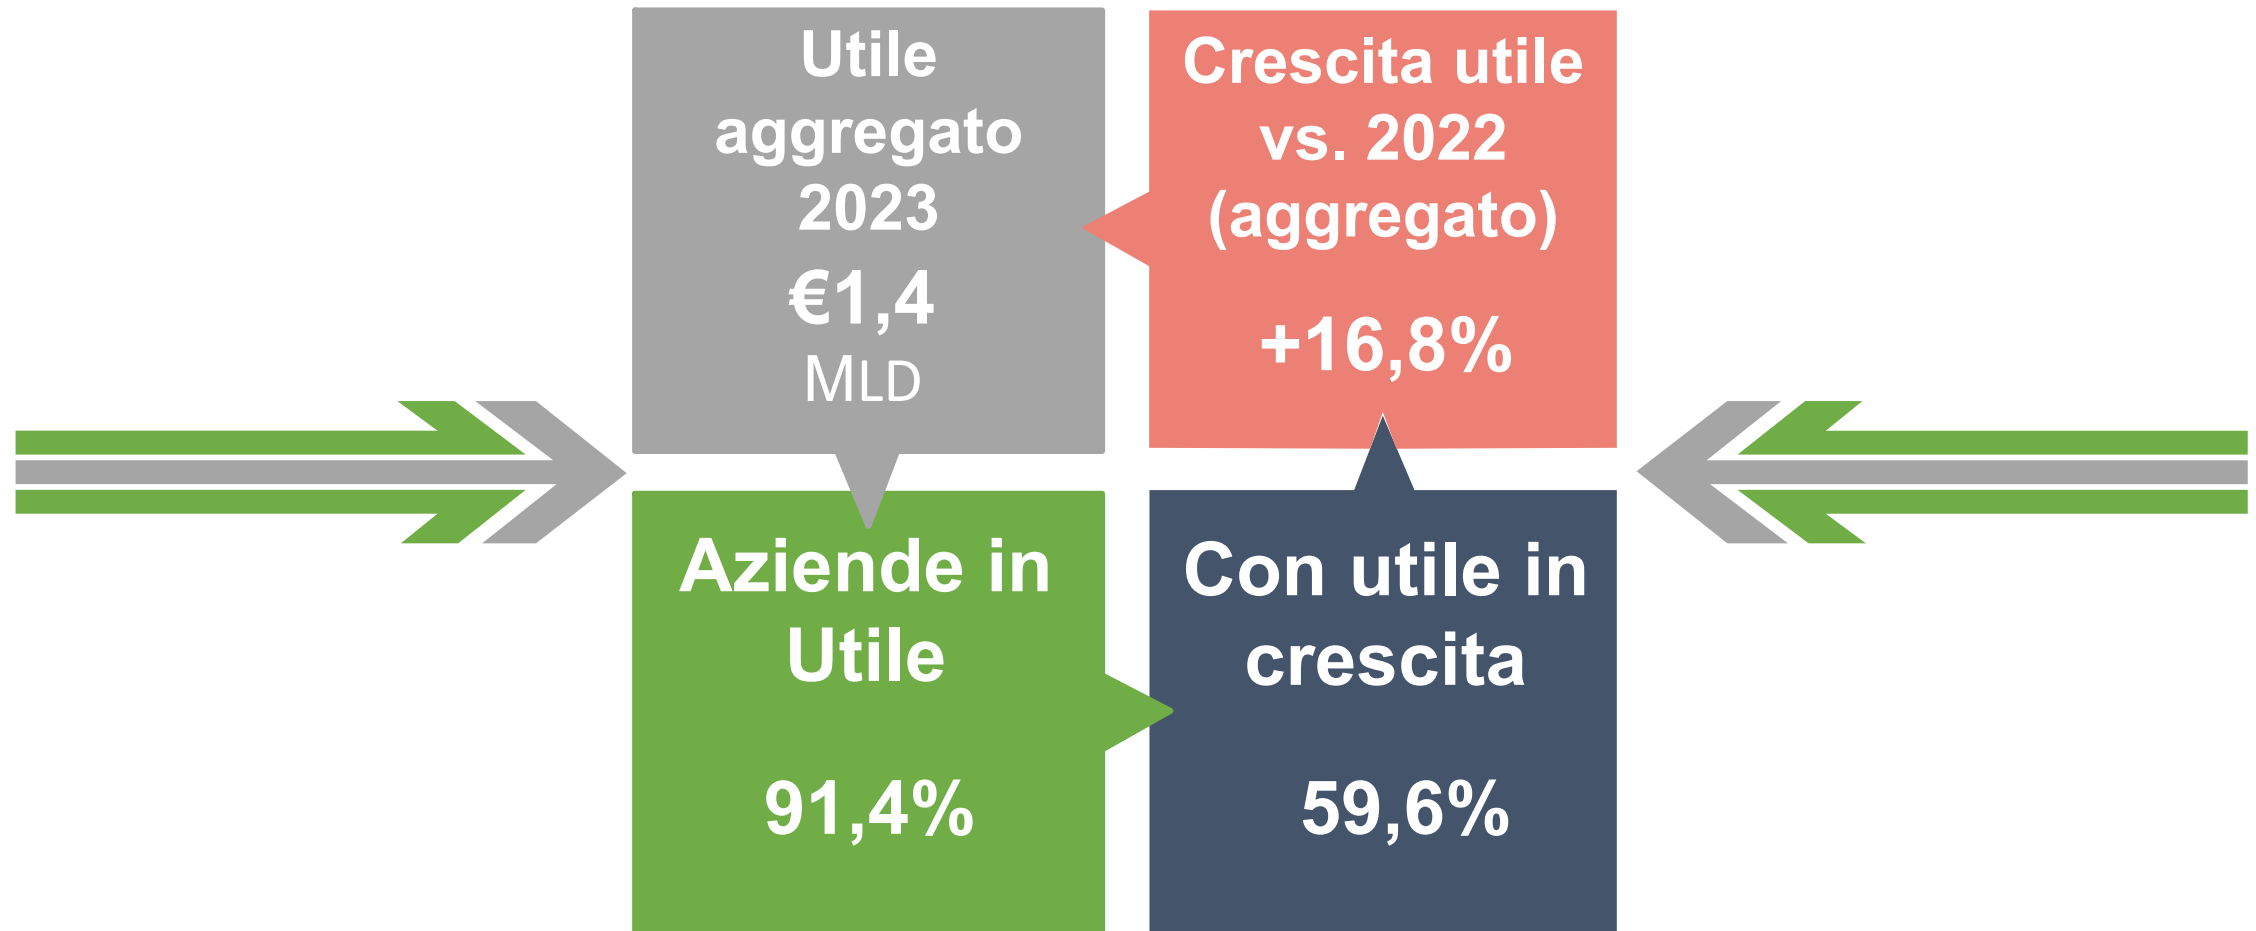 Utile
aggregato
2023
€1,4
MLD
Crescita utile
vs. 2022
(aggregato)
+16,8%
Aziende in
Utile
91,4%
Con utile in
crescita
59,6%